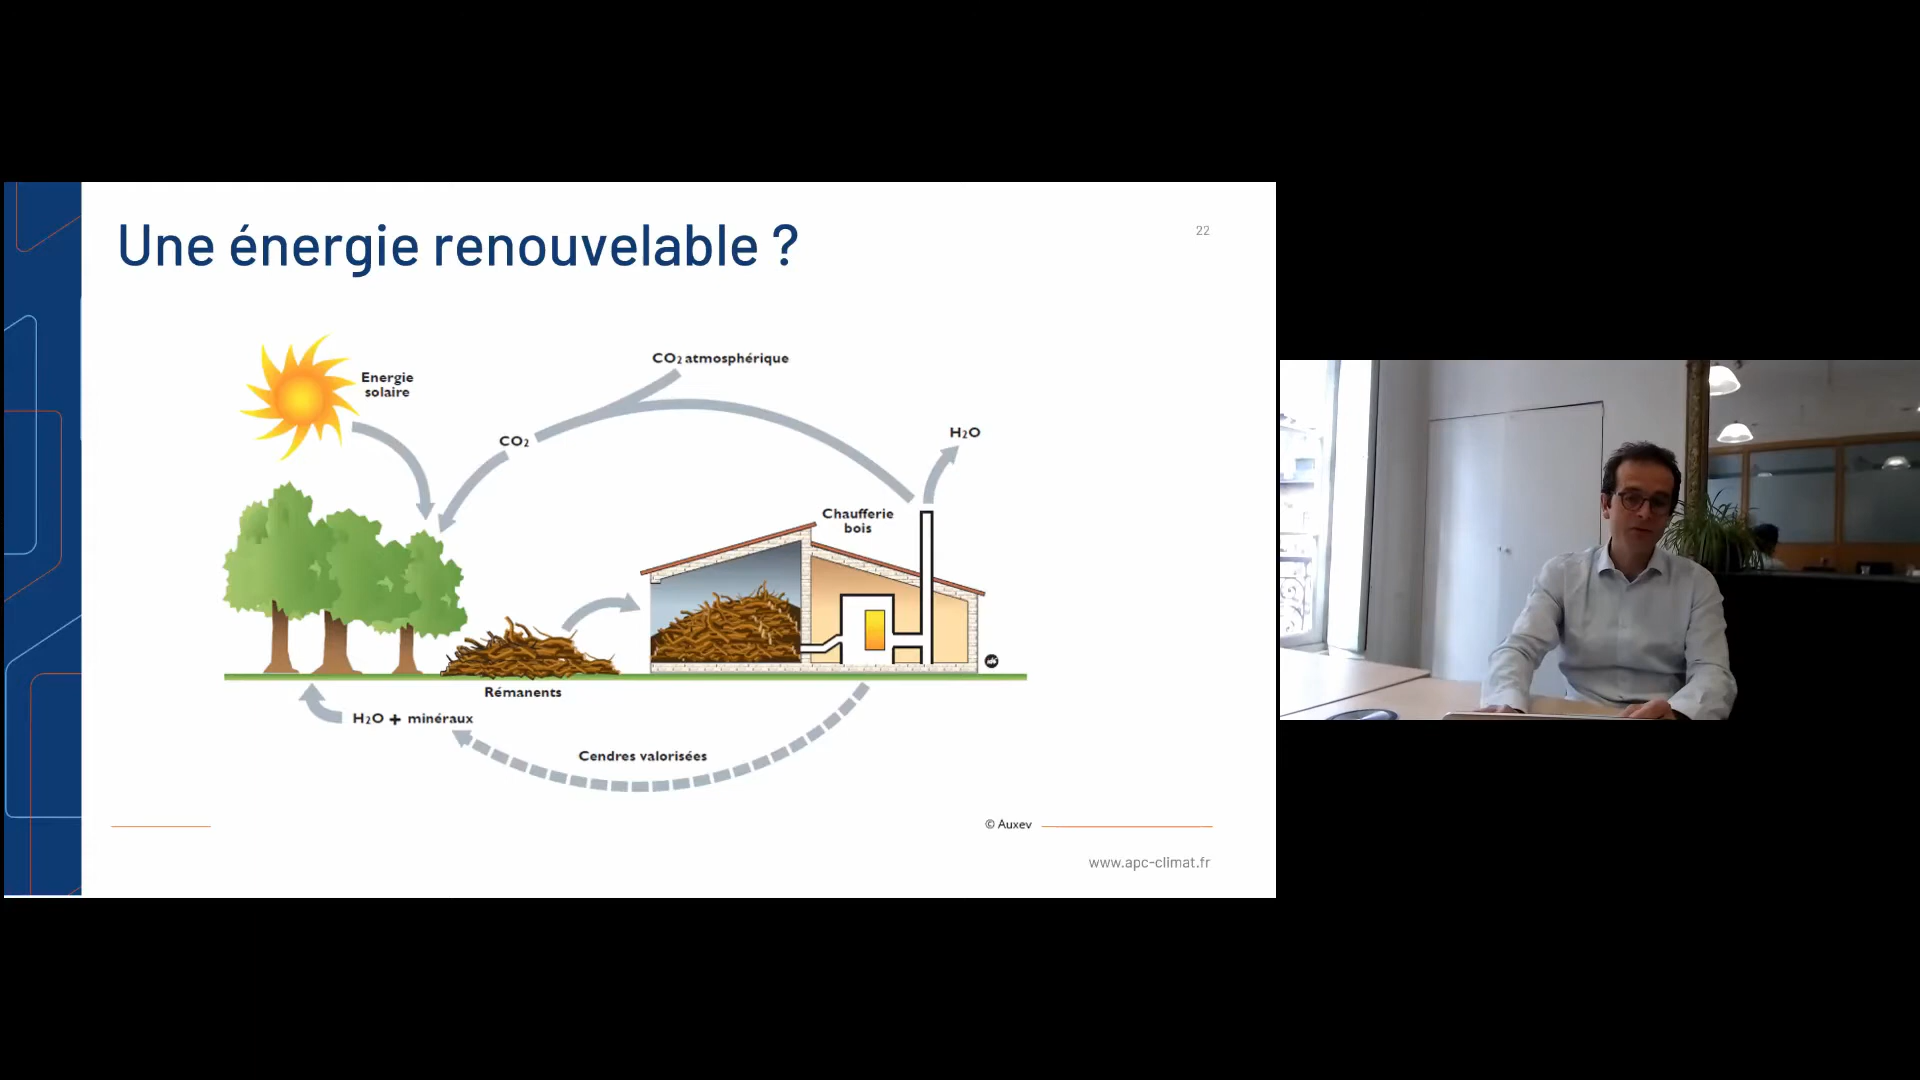 Une énergie renouvelable ?
22
CO2 atmosphérique
Energie
solaire
CO2
H2O
Chaufferie
bois
Rémanents
H2O + minéraux
Cendres valorisées
© Auxev
www.apc-climat.fr